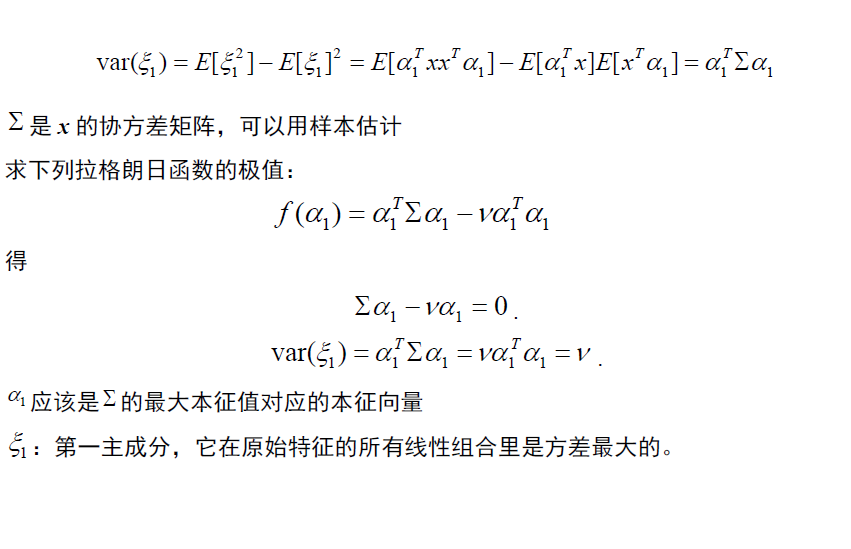 var(ξ₁) = E[ξ₁²] − E[ξ₁]² = E[α₁ᵀxxᵀα₁] − E[α₁ᵀx]E[xᵀα₁] = α₁ᵀΣα₁
Σ 是 x 的协方差矩阵，可以用样本估计
求下列拉格朗日函数的极值：
f(α₁) = α₁ᵀΣα₁ − να₁ᵀα₁
得
Σα₁ − να₁ = 0 .
var(ξ₁) = α₁ᵀΣα₁ = να₁ᵀα₁ = ν .
α₁ 应该是 Σ 的最大本征值对应的本征向量
ξ₁：第一主成分，它在原始特征的所有线性组合里是方差最大的。